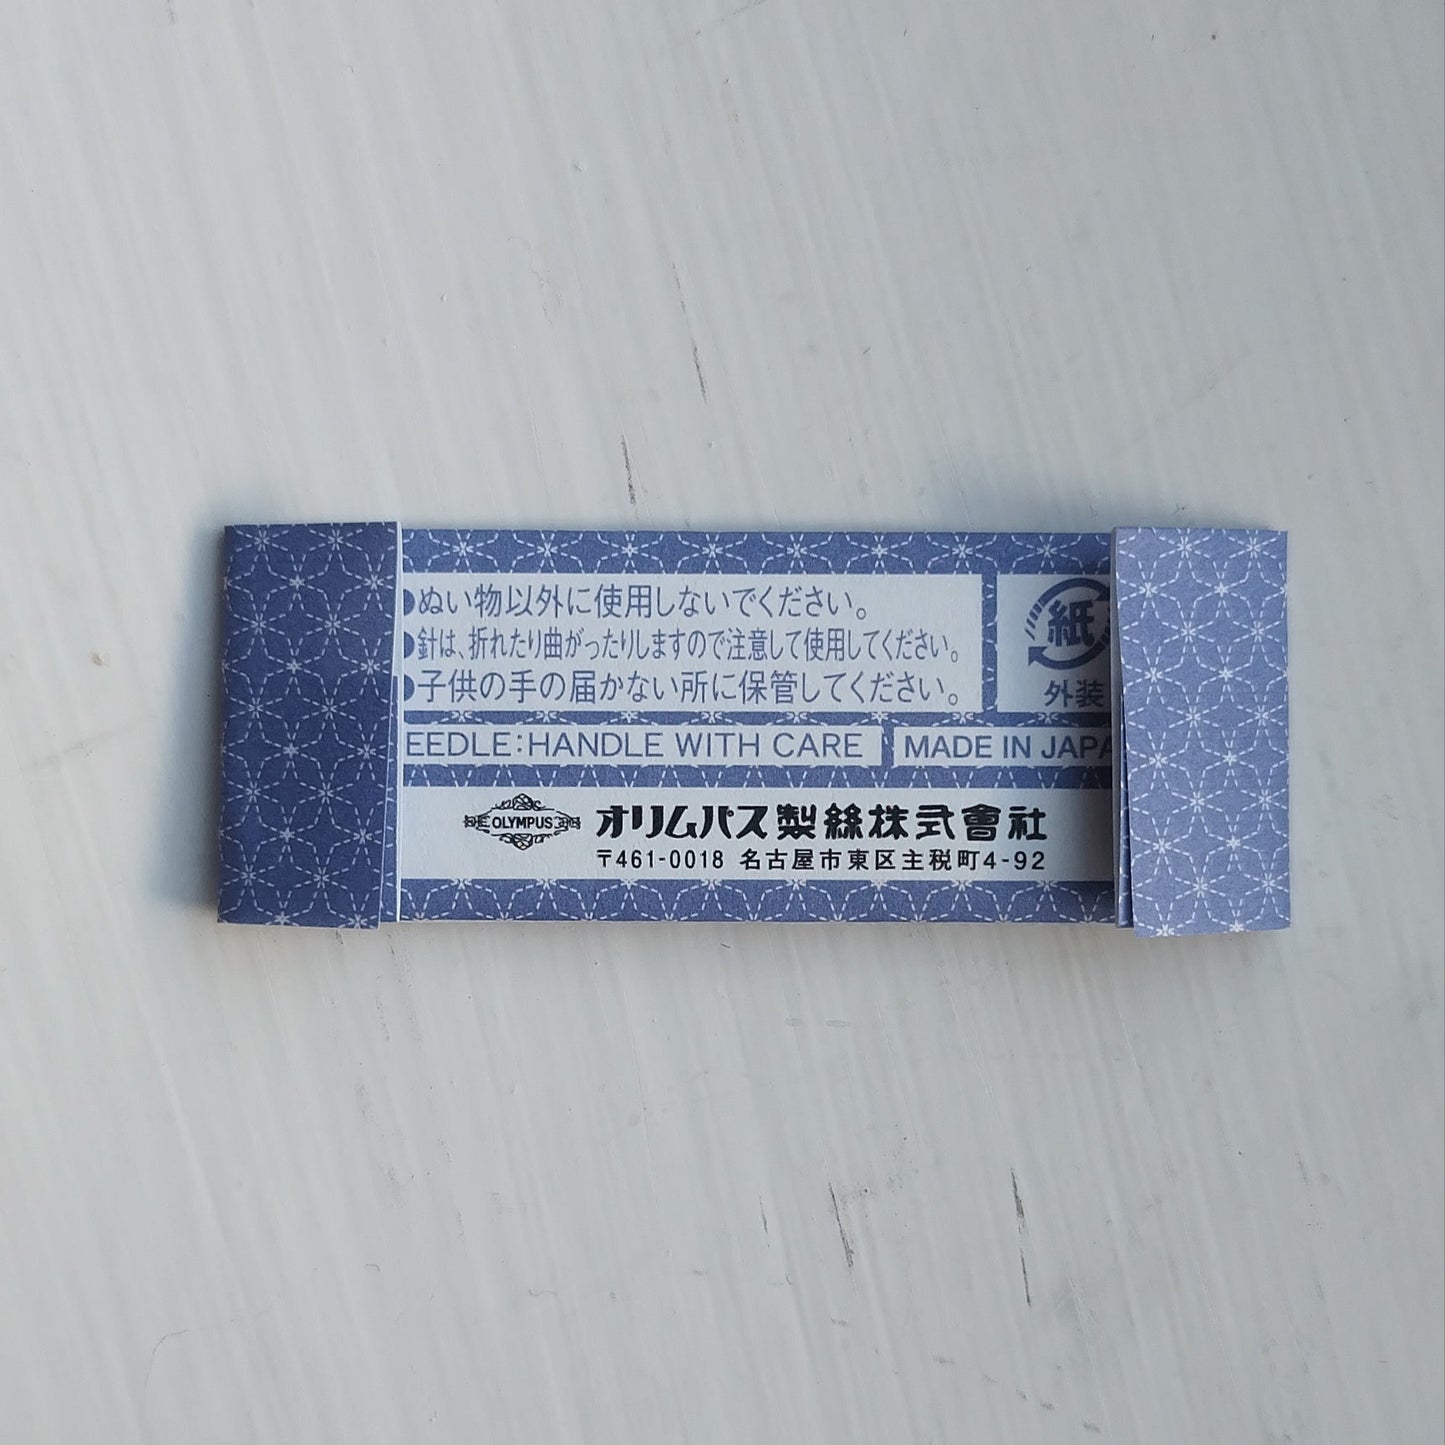 ●ぬい物以外に使用しないでください。
●針は、折れたり曲がったりしますので注意して使用してください。
●子供の手の届かない所に保管してください。
紙
外装
EEDLE:HANDLE WITH CARE
MADE IN JAPA
OLYMPUS
オリムパス製絲株式會社
〒461-0018 名古屋市東区主税町4-92